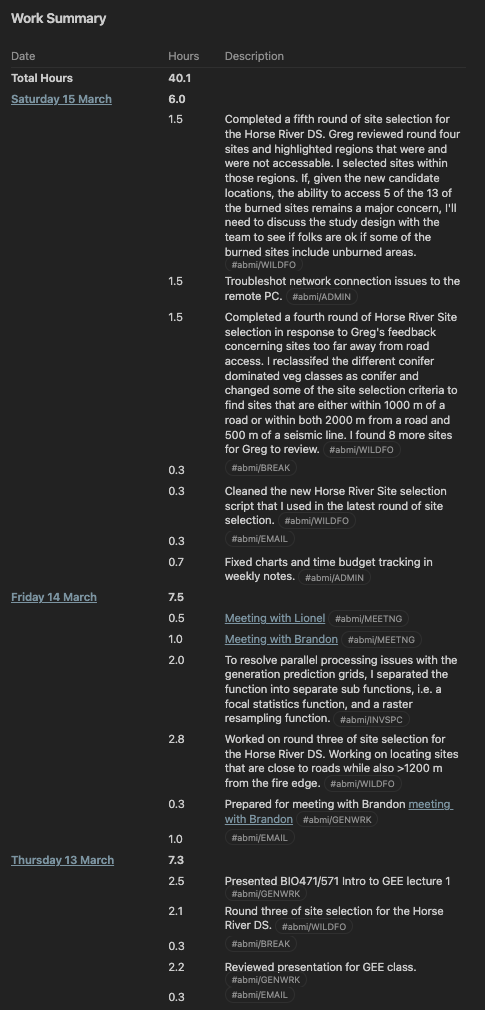 Work Summary
Date Hours Description
Total Hours 40.1
Saturday 15 March 6.0
1.5 Completed a fifth round of site selection for
the Horse River DS. Greg reviewed round four
sites and highlighted regions that were and
were not accessable. I selected sites within
those regions. If, given the new candidate
locations, the ability to access 5 of the 13 of
the burned sites remains a major concern, I'll
need to discuss the study design with the
team to see if folks are ok if some of the
burned sites include unburned areas.
#abmi/WILDFO
1.5 Troubleshot network connection issues to the
remote PC. #abmi/ADMIN
1.5 Completed a fourth round of Horse River Site
selection in response to Greg's feedback
concerning sites too far away from road
access. I reclassifed the different conifer
dominated veg classes as conifer and
changed some of the site selection criteria to
find sites that are either within 1000 m of a
road or within both 2000 m from a road and
500 m of a seismic line. I found 8 more sites
for Greg to review. #abmi/WILDFO
0.3 #abmi/BREAK
0.3 Cleaned the new Horse River Site selection
script that I used in the latest round of site
selection. #abmi/WILDFO
0.3 #abmi/EMAIL
0.7 Fixed charts and time budget tracking in
weekly notes. #abmi/ADMIN
Friday 14 March 7.5
0.5 Meeting with Lionel #abmi/MEETNG
1.0 Meeting with Brandon #abmi/MEETNG
2.0 To resolve parallel processing issues with the
generation prediction grids, I separated the
function into separate sub functions, i.e. a
focal statistics function, and a raster
resampling function. #abmi/INVSPC
2.8 Worked on round three of site selection for
the Horse River DS. Working on locating sites
that are close to roads while also >1200 m
from the fire edge. #abmi/WILDFO
0.3 Prepared for meeting with Brandon meeting
with Brandon #abmi/GENWRK
1.0 #abmi/EMAIL
Thursday 13 March 7.3
2.5 Presented BIO471/571 Intro to GEE lecture 1
#abmi/GENWRK
2.1 Round three of site selection for the Horse
River DS. #abmi/WILDFO
0.3 #abmi/BREAK
2.2 Reviewed presentation for GEE class.
#abmi/GENWRK
0.3 #abmi/EMAIL